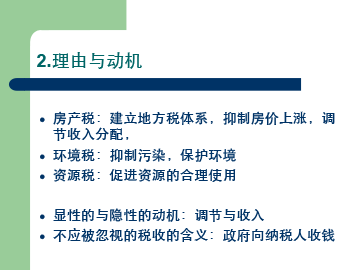 2.理由与动机
房产税：建立地方税体系，抑制房价上涨，调
节收入分配，
环境税：抑制污染，保护环境
资源税：促进资源的合理使用
显性的与隐性的动机：调节与收入
不应被忽视的税收的含义：政府向纳税人收钱